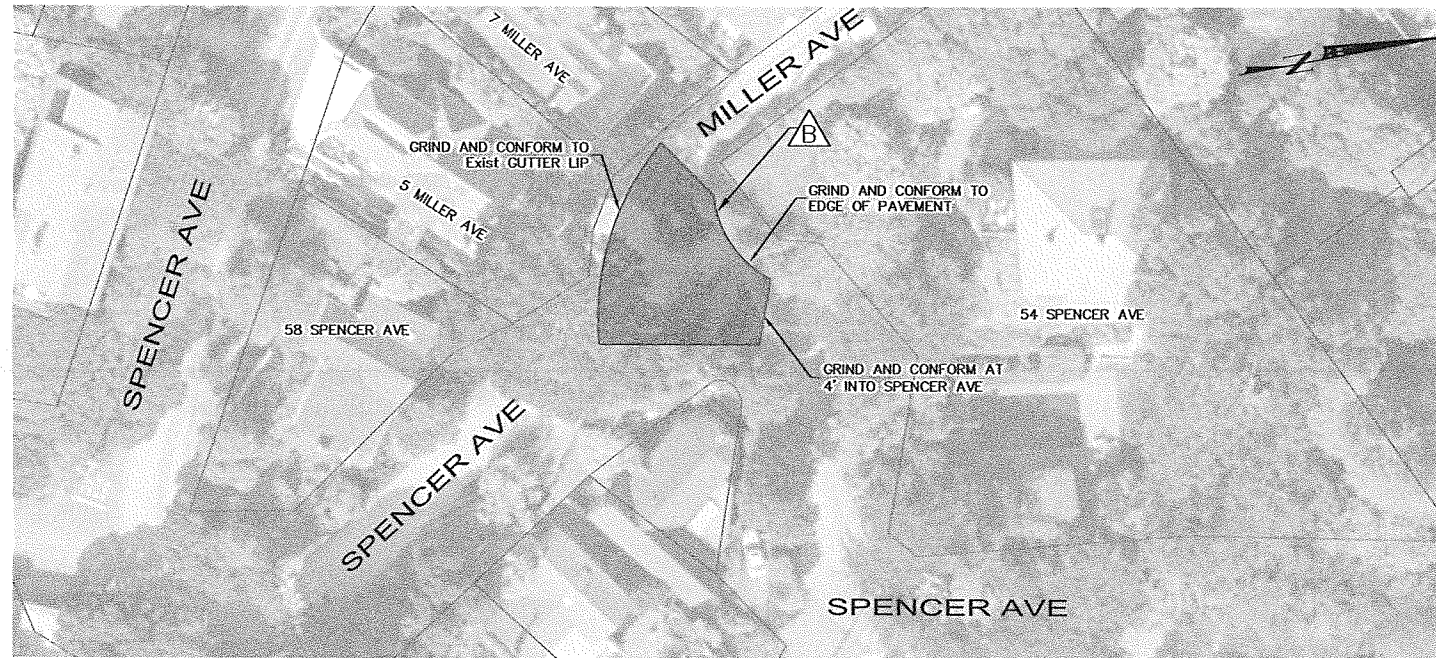 7 MILLER AVE
MILLER AVE
N
B
GRIND AND CONFORM TO
Exist GUTTER LIP
5 MILLER AVE
GRIND AND CONFORM TO
EDGE OF PAVEMENT
SPENCER AVE
58 SPENCER AVE
54 SPENCER AVE
GRIND AND CONFORM AT
4' INTO SPENCER AVE
SPENCER AVE
SPENCER AVE